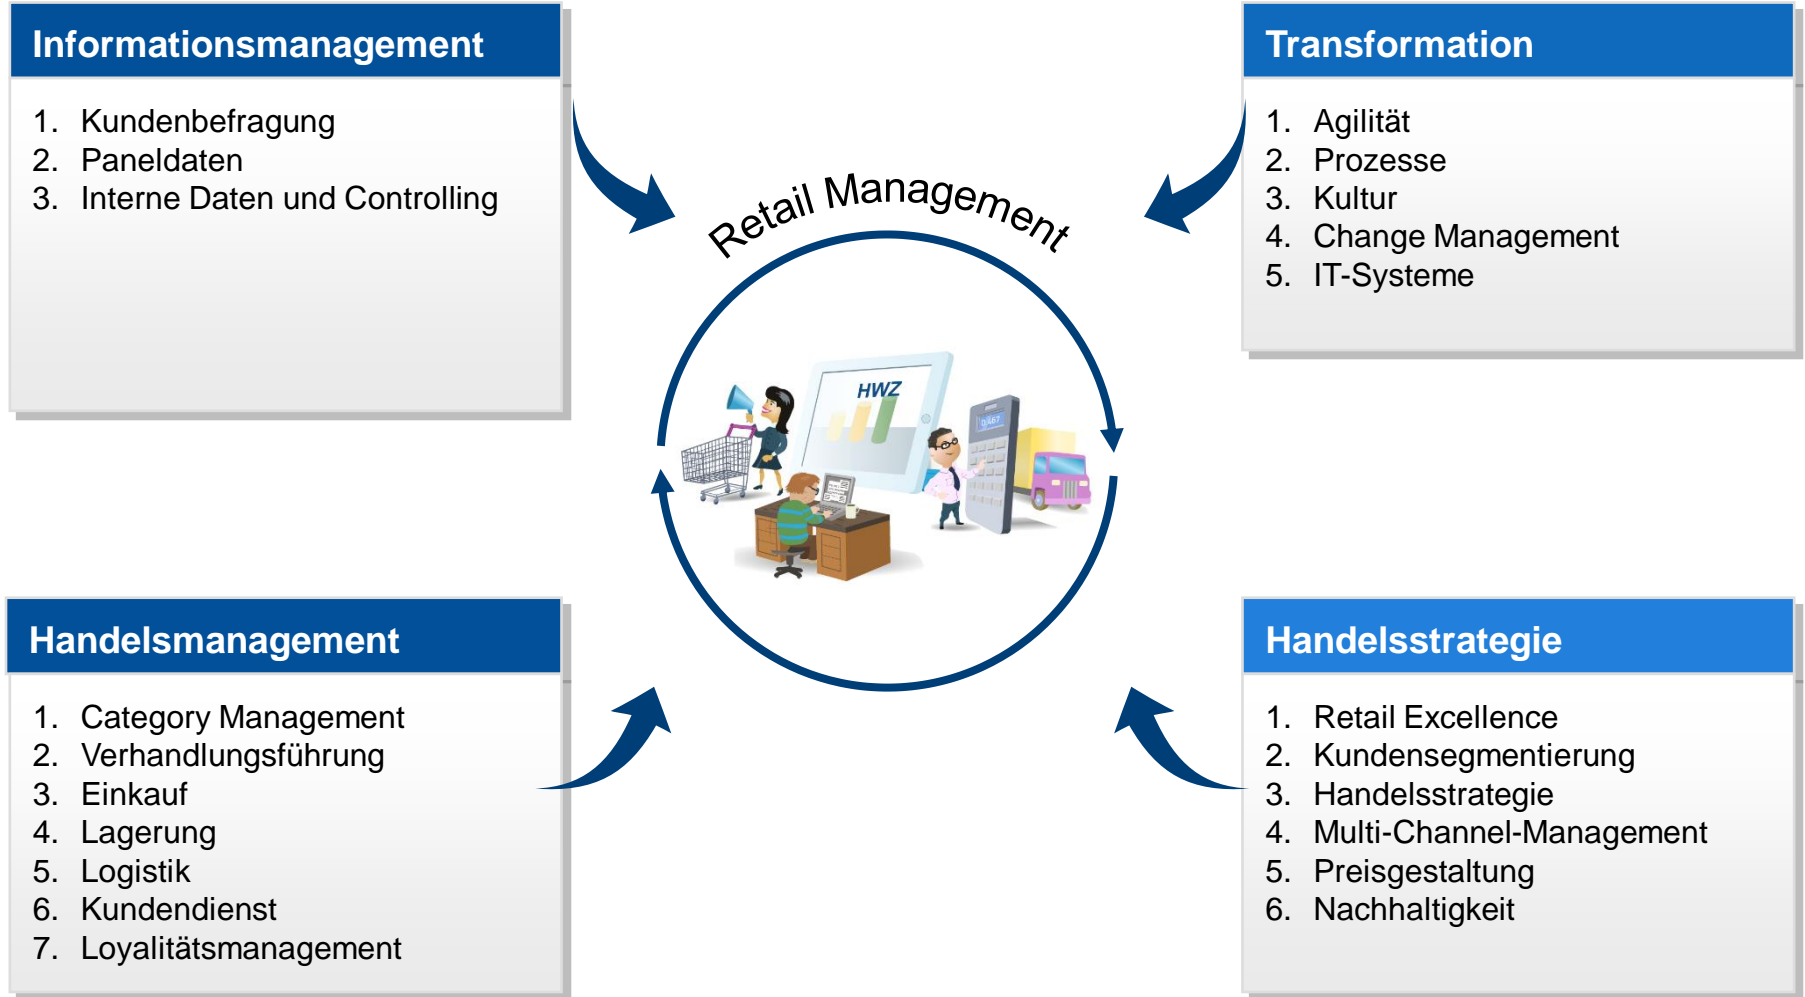 Informationsmanagement
1. Kundenbefragung
2. Paneldaten
3. Interne Daten und Controlling
Transformation
1. Agilität
2. Prozesse
3. Kultur
4. Change Management
5. IT-Systeme
Retail Management
HWZ
Handelsmanagement
1. Category Management
2. Verhandlungsführung
3. Einkauf
4. Lagerung
5. Logistik
6. Kundendienst
7. Loyalitätsmanagement
Handelsstrategie
1. Retail Excellence
2. Kundensegmentierung
3. Handelsstrategie
4. Multi-Channel-Management
5. Preisgestaltung
6. Nachhaltigkeit